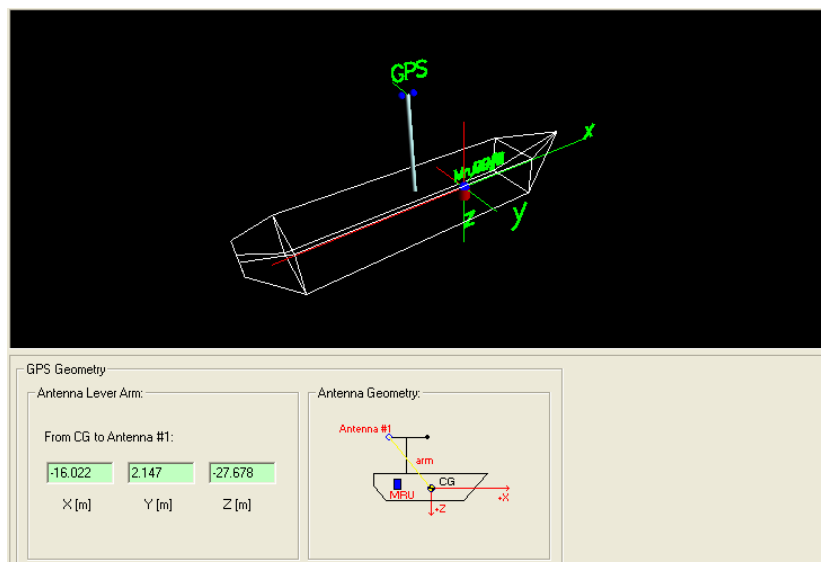 GPS
x
z
y
GPS Geometry
Antenna Lever Arm:
From CG to Antenna #1:
-16.022 2.147 -27.678
X [m] Y [m] Z [m]
Antenna Geometry:
Antenna #1
arm
CG
MRU
+X
+Z